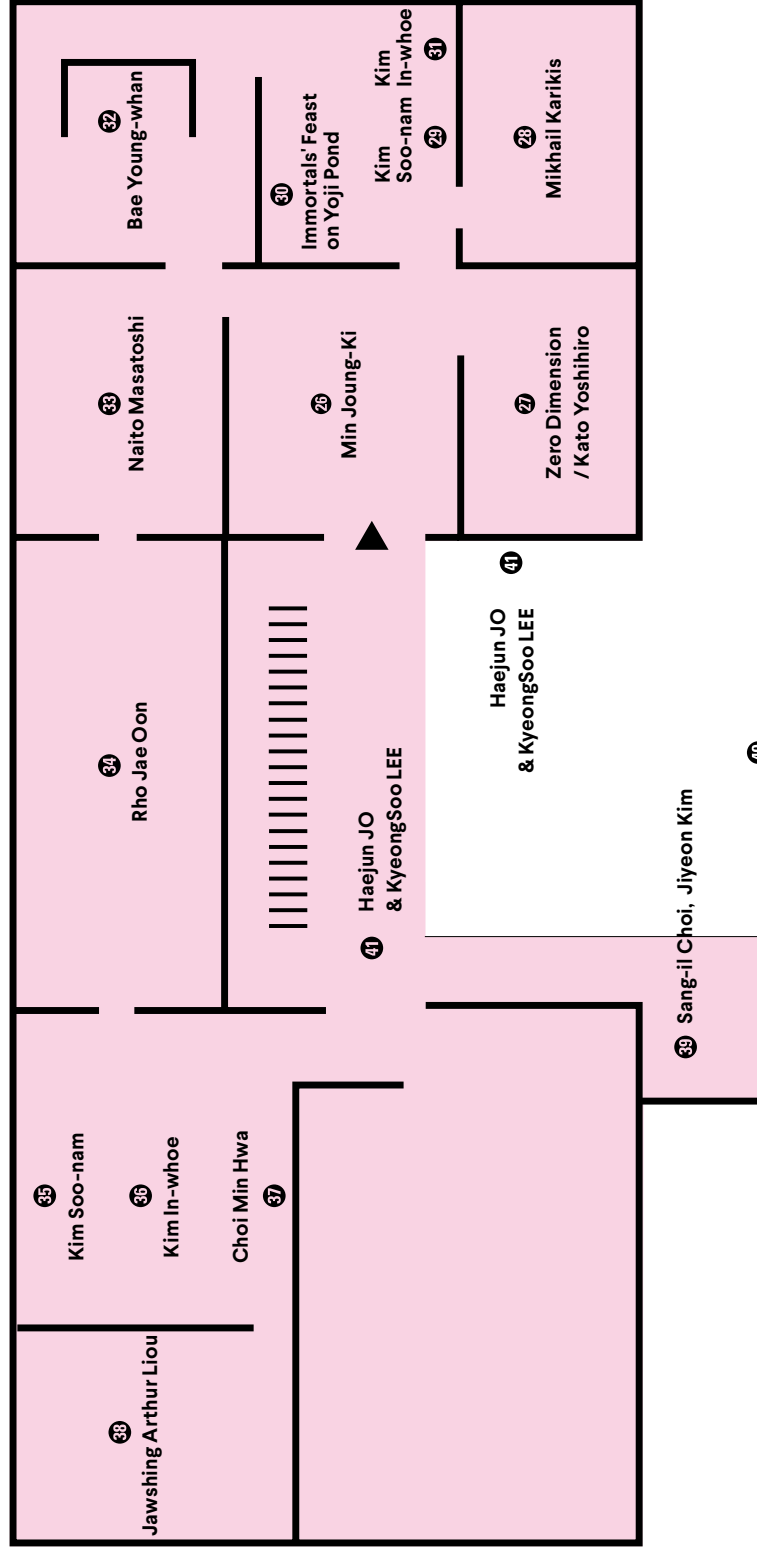 38
Jawshing Arthur Liou
35
Kim Soo-nam
36
Kim In-whoe
Choi Min Hwa
37
34
Rho Jae Oon
33
Naito Masatoshi
32
Bae Young-whan
30
Immortals' Feast
on Yoji Pond
Kim
Soo-nam
29
Kim
In-whoe
31
26
Min Joung-Ki
41 Haejun JO
& KyeongSoo LEE
Haejun JO
& KyeongSoo LEE
41
27
Zero Dimension
/ Kato Yoshihiro
28
Mikhail Karikis
39 Sang-il Choi, Jiyeon Kim